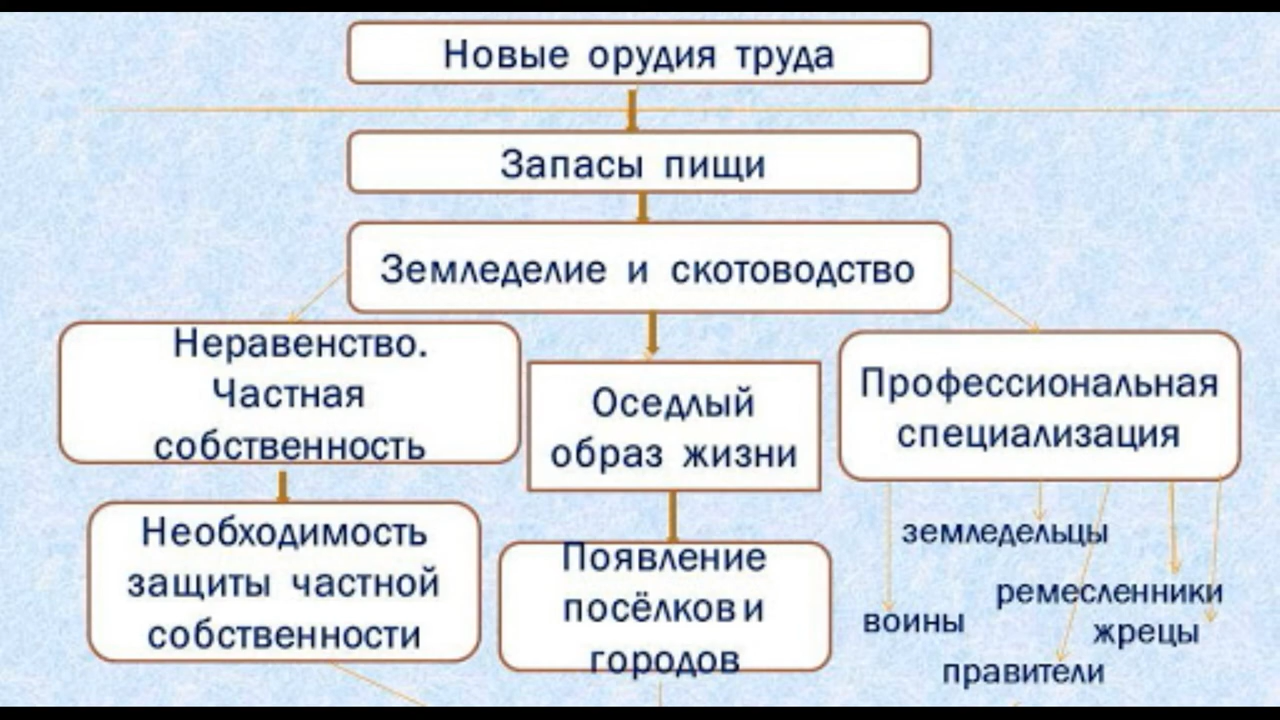 Новые орудия труда
Запасы пищи
Земледелие и скотоводство
Неравенство.
Частная
собственность
Оседлый
образ жизни
Профессиональная
специализация
Необходимость
защиты частной
собственности
Появление
посёлков и
городов
земледельцы
ремесленники
воины
жрецы
правители